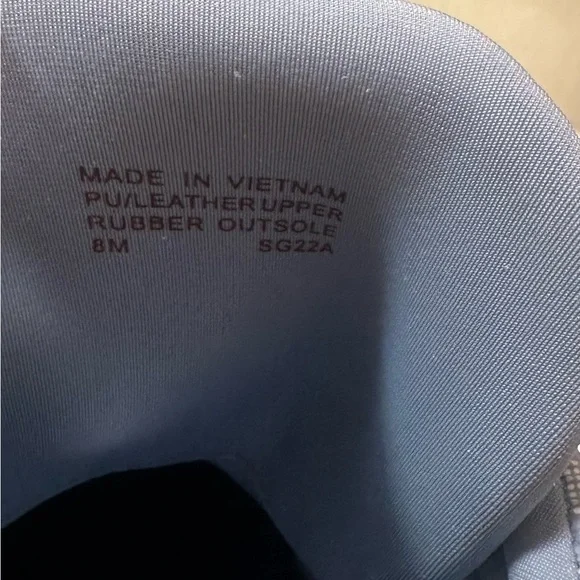 MADE IN VIETNAM
PU/LEATHER UPPER
RUBBER OUTSOLE
8M SG22A